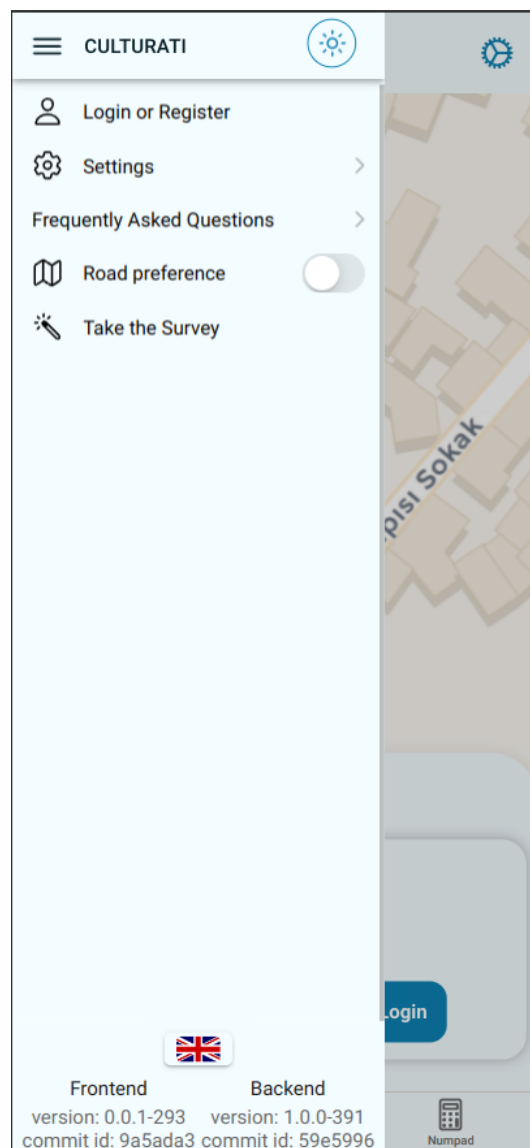 CULTURATI
Login or Register
Settings
Frequently Asked Questions
Road preference
Take the Survey
pısı Sokak
Login
Frontend Backend
version: 0.0.1-293 version: 1.0.0-391
commit id: 9a5ada3 commit id: 59e5996
Numpad